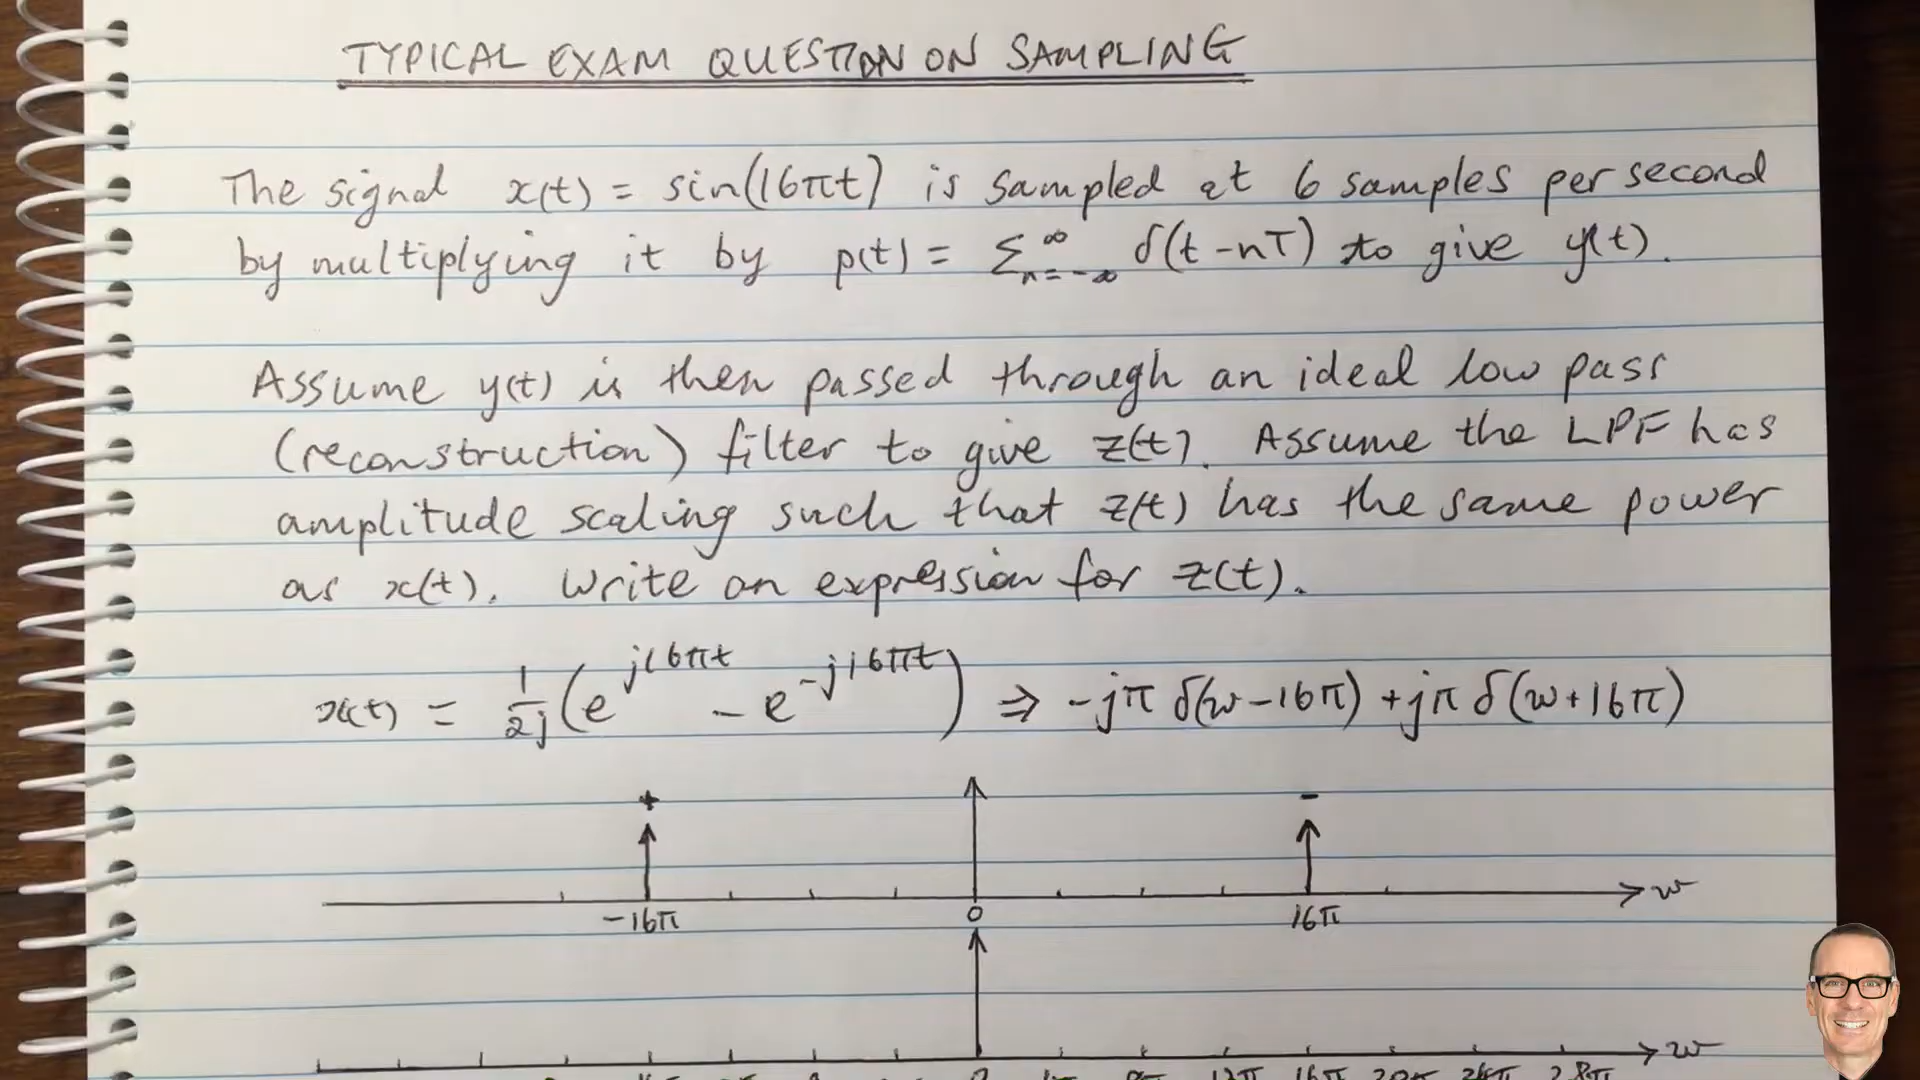 TYPICAL EXAM QUESTION ON SAMPLING
The signal x(t) = sin(16πt) is sampled at 6 samples per second
by multiplying it by p(t) = Σ_{n=-∞}^{∞} δ(t-nT) to give y(t).
Assume y(t) is then passed through an ideal low pass
(reconstruction) filter to give z(t). Assume the LPF has
amplitude scaling such that z(t) has the same power
as x(t). Write an expression for z(t).
x(t) = 1/2j (e^{j16πt} - e^{-j16πt}) ⇒ -jπ δ(w-16π) + jπ δ(w+16π)
+ -
w
-16π 0 16π
w
16π 28π